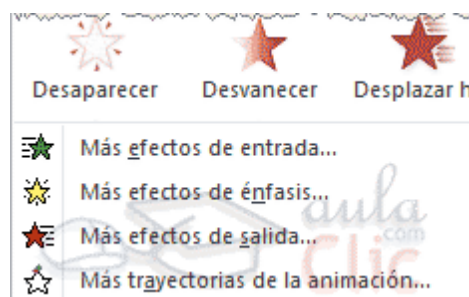 Desaparecer Desvanecer Desplazar h
Más efectos de entrada...
Más efectos de énfasis...
Más efectos de salida...
Más trayectorias de la animación...
aula
.com
Clic